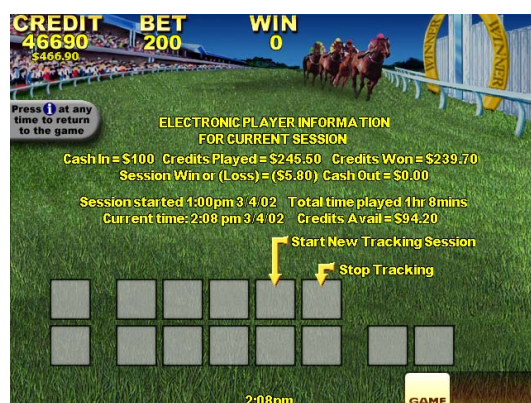 CREDIT BET WIN
46690 200 0
$466.90
WINNER WINNER
Press i at any
time to return
to the game
ELECTRONIC PLAYER INFORMATION
FOR CURRENT SESSION
Cash In = $100 Credits Played = $245.50 Credits Won = $239.70
Session Win or (Loss) = ($5.80) Cash Out = $0.00
Session started 1:00pm 3/4/02 Total time played 1hr 8mins
Current time: 2:08 pm 3/4/02 Credits Avail = $94.20
Start New Tracking Session
Stop Tracking
2:08pm
GAME